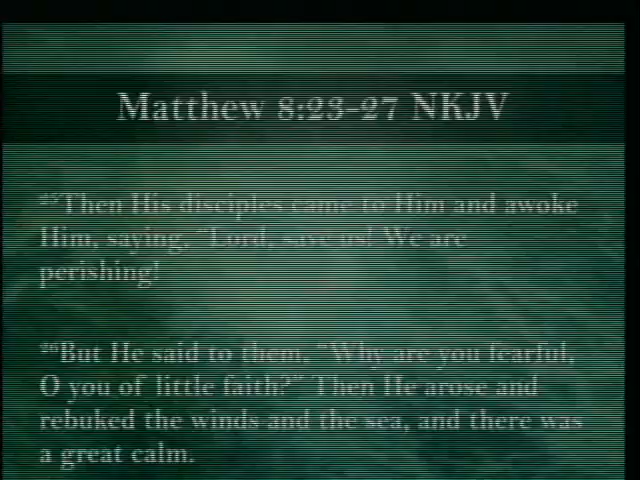 Matthew 8:23-27 NKJV
²⁵Then His disciples came to Him and awoke
Him, saying, “Lord, save us! We are
perishing!
²⁶But He said to them, “Why are you fearful,
O you of little faith?” Then He arose and
rebuked the winds and the sea, and there was
a great calm.